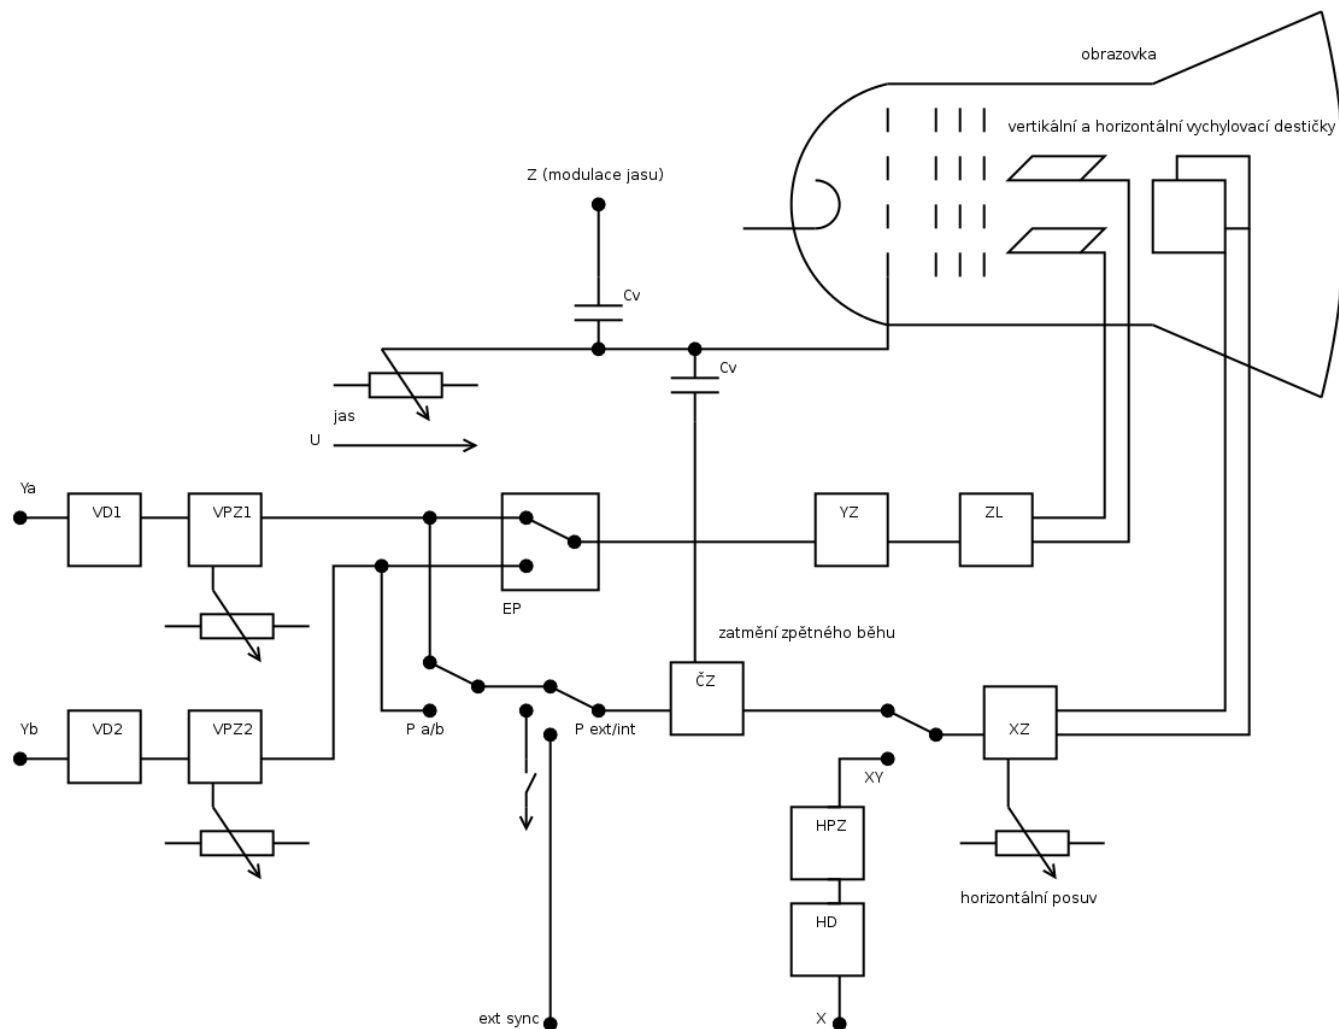 obrazovka
vertikální a horizontální vychylovací destičky
Z (modulace jasu)
Cv
Cv
jas
U
Ya
VD1
VPZ1
YZ
ZL
EP
zatmění zpětného běhu
ČZ
Yb
VD2
VPZ2
P a/b
P ext/int
XZ
XY
HPZ
horizontální posuv
HD
ext sync
X